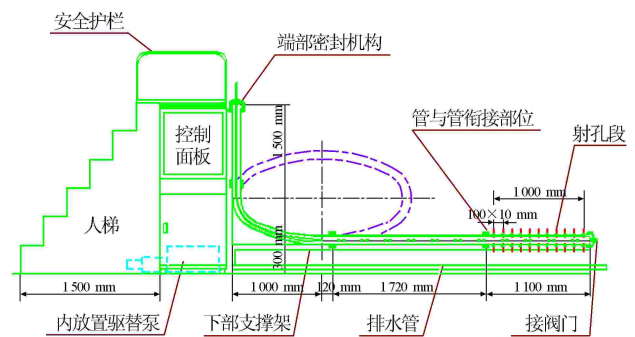 安全护栏
端部密封机构
管与管衔接部位
射孔段
控制
面板
1 500 mm
1 000 mm
100×10 mm
人梯
300 mm
1 500 mm
1 000 mm
120 mm
1 720 mm
1 100 mm
内放置驱替泵
下部支撑架
排水管
接阀门